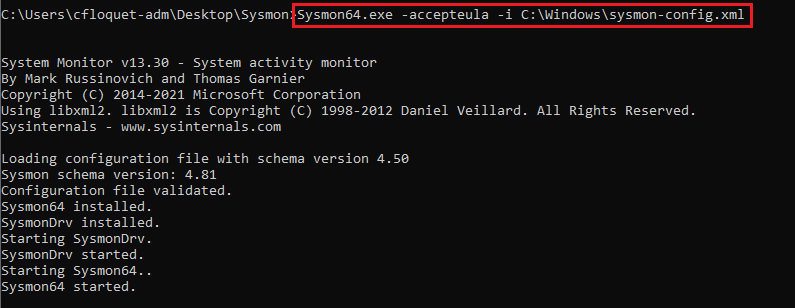 C:\Users\cfloquet-adm\Desktop\Sysmon>Sysmon64.exe -accepteula -i C:\Windows\sysmon-config.xml
System Monitor v13.30 - System activity monitor
By Mark Russinovich and Thomas Garnier
Copyright (C) 2014-2021 Microsoft Corporation
Using libxml2. libxml2 is Copyright (C) 1998-2012 Daniel Veillard. All Rights Reserved.
Sysinternals - www.sysinternals.com
Loading configuration file with schema version 4.50
Sysmon schema version: 4.81
Configuration file validated.
Sysmon64 installed.
SysmonDrv installed.
Starting SysmonDrv.
SysmonDrv started.
Starting Sysmon64..
Sysmon64 started.